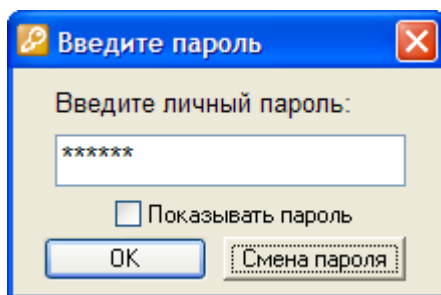 Введите пароль
Введите личный пароль:
******
Показывать пароль
OK Смена пароля